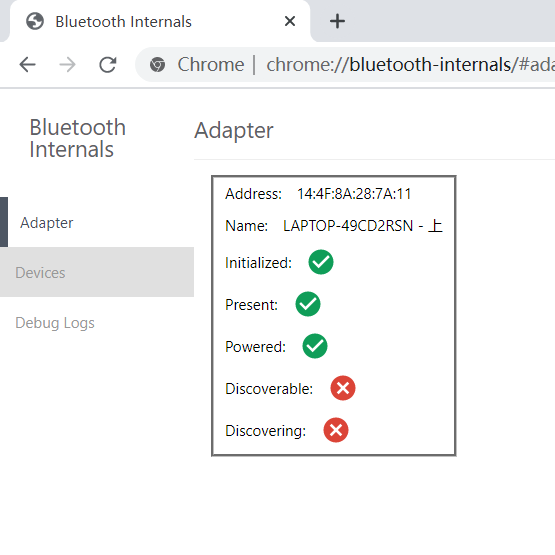 Bluetooth Internals
Chrome | chrome://bluetooth-internals/#ada
Bluetooth
Internals
Adapter
Devices
Debug Logs
Adapter
Address: 14:4F:8A:28:7A:11
Name: LAPTOP-49CD2RSN - 上
Initialized:
Present:
Powered:
Discoverable:
Discovering: